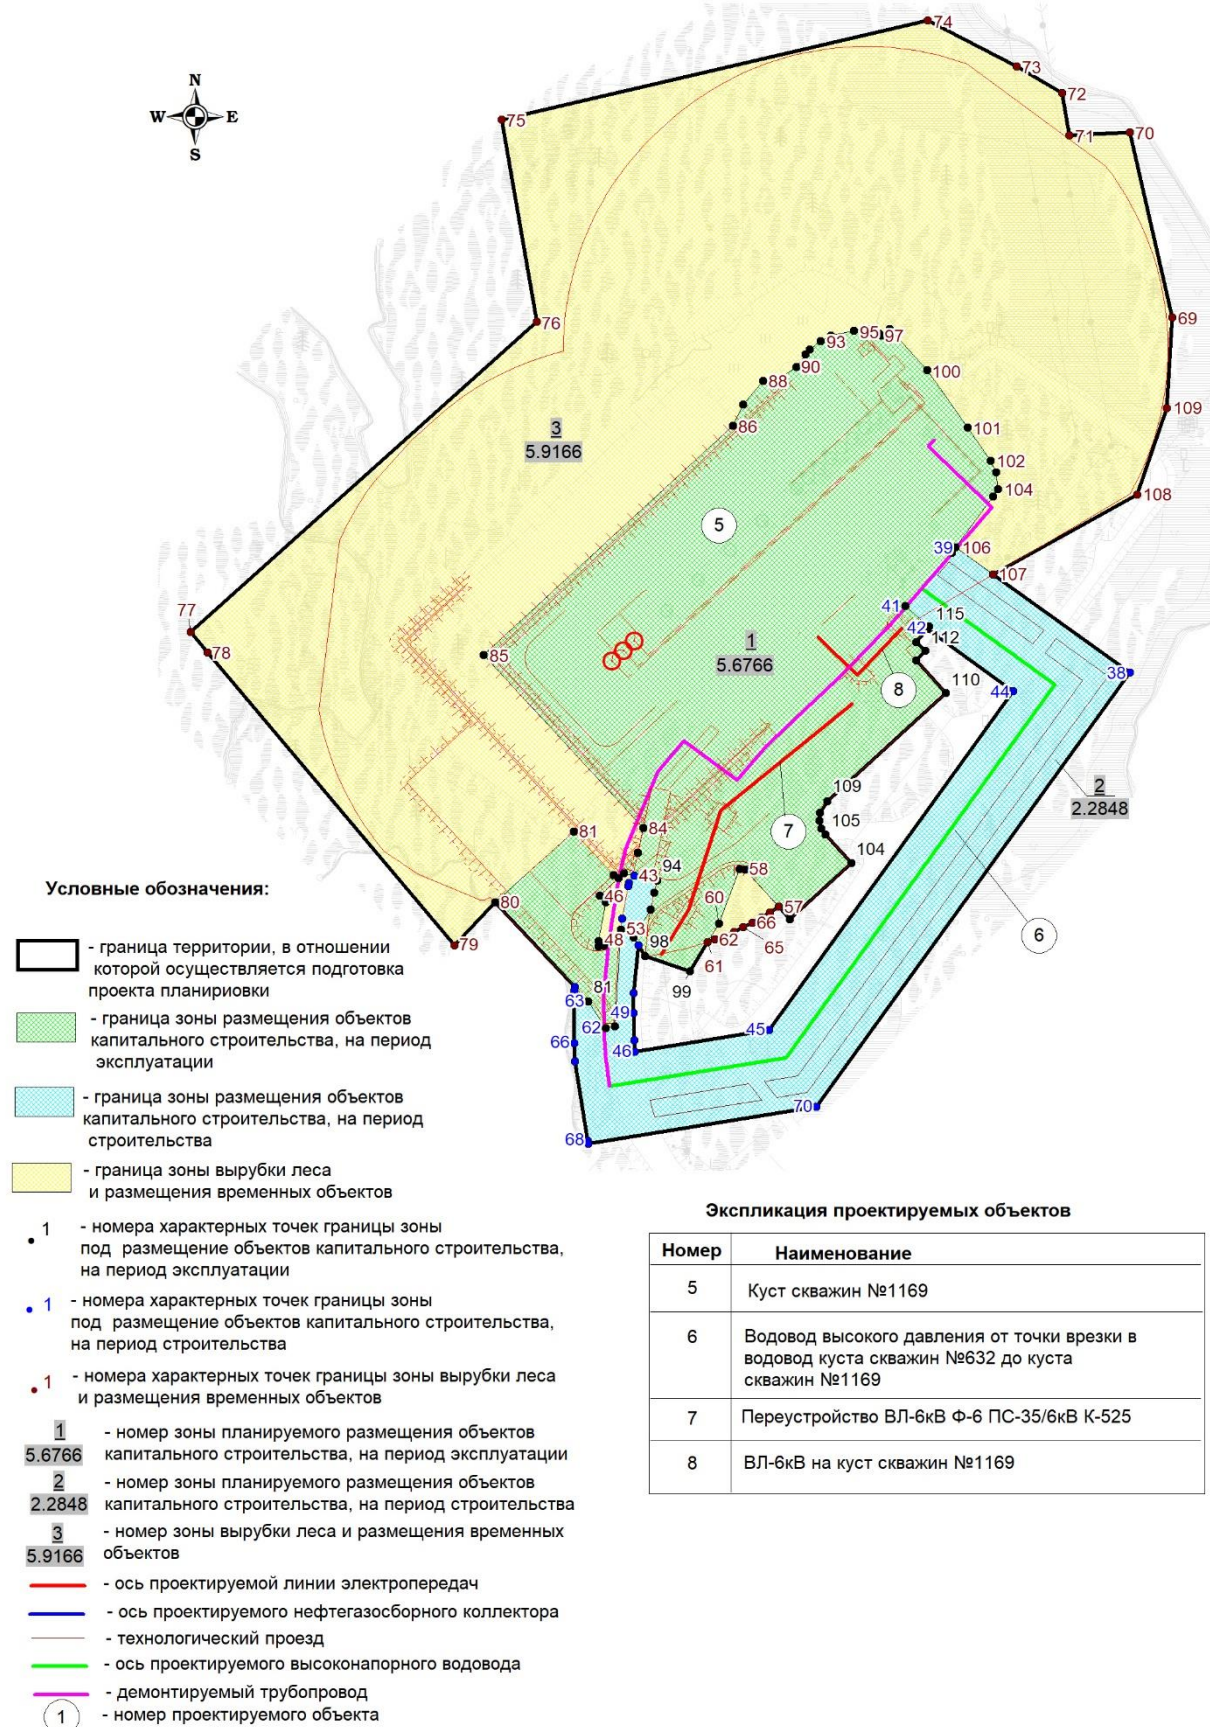 74
73
72
71
70
N
W
E
S
75
76
69
109
108
95
97
93
90
88
86
100
101
102
104
3
5.9166
5
39
106
107
77
78
41
115
42
112
85
1
5.6766
8
110
44
38
2
2.2848
109
105
104
7
81
84
94
43
46
58
60
57
66
65
62
61
53
48
98
99
80
79
81
63
62
49
66
46
45
6
70
68
Условные обозначения:
- граница территории, в отношении
которой осуществляется подготовка
проекта планириовки
- граница зоны размещения объектов
капитального строительства, на период
эксплуатации
- граница зоны размещения объектов
капитального строительства, на период
строительства
- граница зоны вырубки леса
и размещения временных объектов
1 - номера характерных точек границы зоны
под размещение объектов капитального строительства,
на период эксплуатации
1 - номера характерных точек границы зоны
под размещение объектов капитального строительства,
на период строительства
1 - номера характерных точек границы зоны вырубки леса
и размещения временных объектов
1 - номер зоны планируемого размещения объектов
5.6766 капитального строительства, на период эксплуатации
2 - номер зоны планируемого размещения объектов
2.2848 капитального строительства, на период строительства
3 - номер зоны вырубки леса и размещения временных
5.9166 объектов
- ось проектируемой линии электропередач
- ось проектируемого нефтегазосборного коллектора
- технологический проезд
- ось проектируемого высоконапорного водовода
- демонтируемый трубопровод
1 - номер проектируемого объекта
Экспликация проектируемых объектов
Номер Наименование
5 Куст скважин №1169
6 Водовод высокого давления от точки врезки в
водовод куста скважин №632 до куста
скважин №1169
7 Переустройство ВЛ-6кВ Ф-6 ПС-35/6кВ К-525
8 ВЛ-6кВ на куст скважин №1169